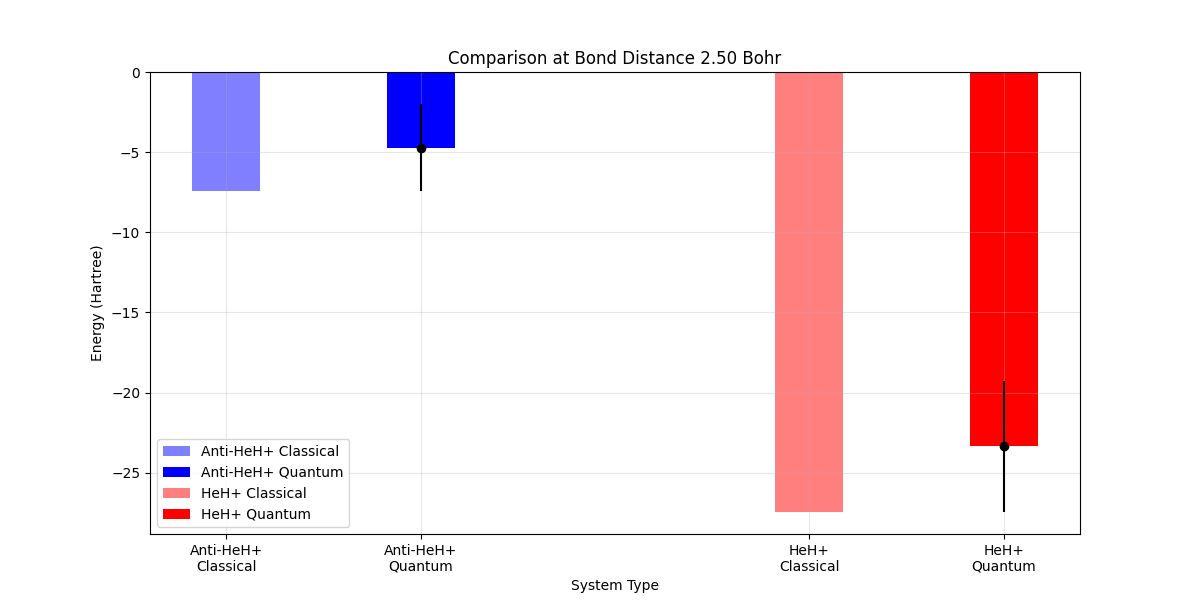 Comparison at Bond Distance 2.50 Bohr
0
−5
−10
−15
−20
−25
Energy (Hartree)
Anti-HeH+ Classical
Anti-HeH+ Quantum
HeH+ Classical
HeH+ Quantum
Anti-HeH+
Classical
Anti-HeH+
Quantum
HeH+
Classical
HeH+
Quantum
System Type